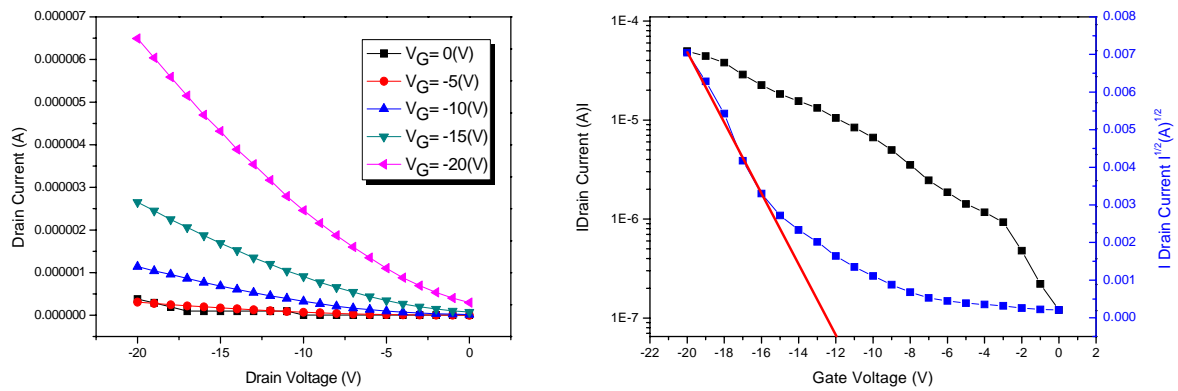 0.000007
0.000006
0.000005
0.000004
0.000003
0.000002
0.000001
0.000000
Drain Current (A)
-20 -15 -10 -5 0
Drain Voltage (V)
VG= 0(V)
VG= -5(V)
VG= -10(V)
VG= -15(V)
VG= -20(V)
1E-4
1E-5
1E-6
1E-7
IDrain Current (A)I
-22 -20 -18 -16 -14 -12 -10 -8 -6 -4 -2 0 2
Gate Voltage (V)
0.008
0.007
0.006
0.005
0.004
0.003
0.002
0.001
0.000
I Drain Current I^1/2(A)^1/2